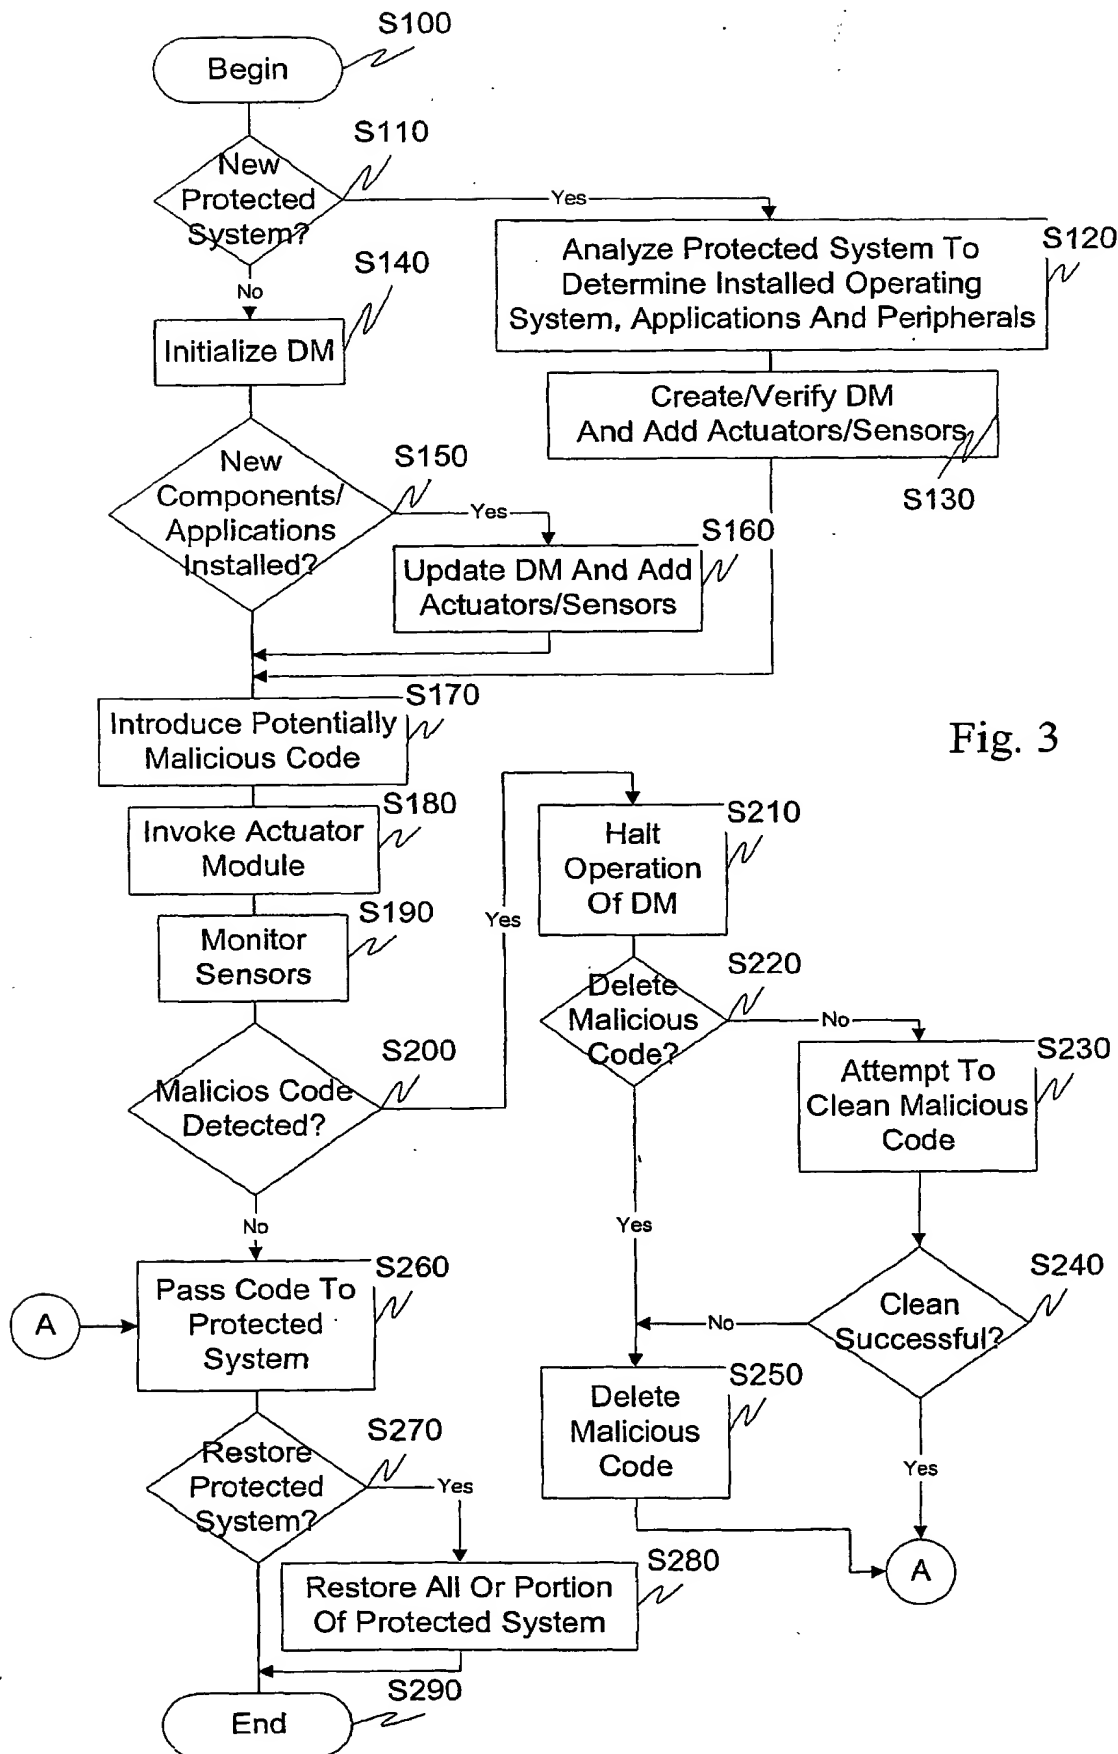 S100
Begin
S110
New
Protected
System?
Yes
S120
Analyze Protected System To
Determine Installed Operating
System, Applications And Peripherals
No
S140
Initialize DM
Create/Verify DM
And Add Actuators/Sensors
S130
S150
New
Components/
Applications
Installed?
Yes
S160
Update DM And Add
Actuators/Sensors
S170
Introduce Potentially
Malicious Code
Fig. 3
S180
Invoke Actuator
Module
S190
Monitor
Sensors
S200
Malicios Code
Detected?
Yes
S210
Halt
Operation
Of DM
S220
Delete
Malicious
Code?
No
S230
Attempt To
Clean Malicious
Code
Yes
S240
Clean
Successful?
No
S250
Delete
Malicious
Code
Yes
A
No
S260
Pass Code To
Protected
System
A
S270
Restore
Protected
System?
Yes
S280
Restore All Or Portion
Of Protected System
S290
End